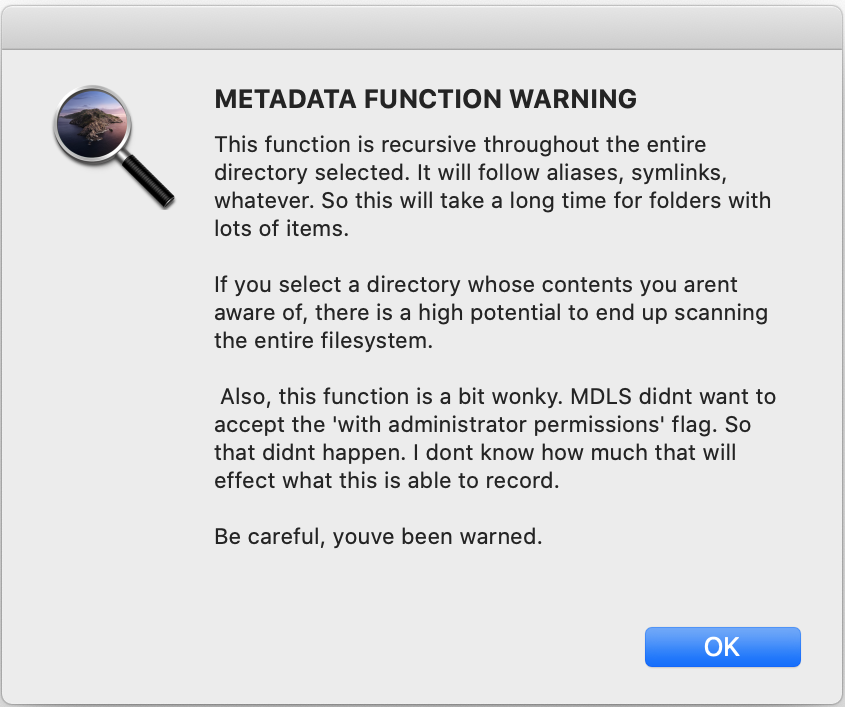 METADATA FUNCTION WARNING
This function is recursive throughout the entire
directory selected. It will follow aliases, symlinks,
whatever. So this will take a long time for folders with
lots of items.
If you select a directory whose contents you arent
aware of, there is a high potential to end up scanning
the entire filesystem.
Also, this function is a bit wonky. MDLS didnt want to
accept the 'with administrator permissions' flag. So
that didnt happen. I dont know how much that will
effect what this is able to record.
Be careful, youve been warned.
OK